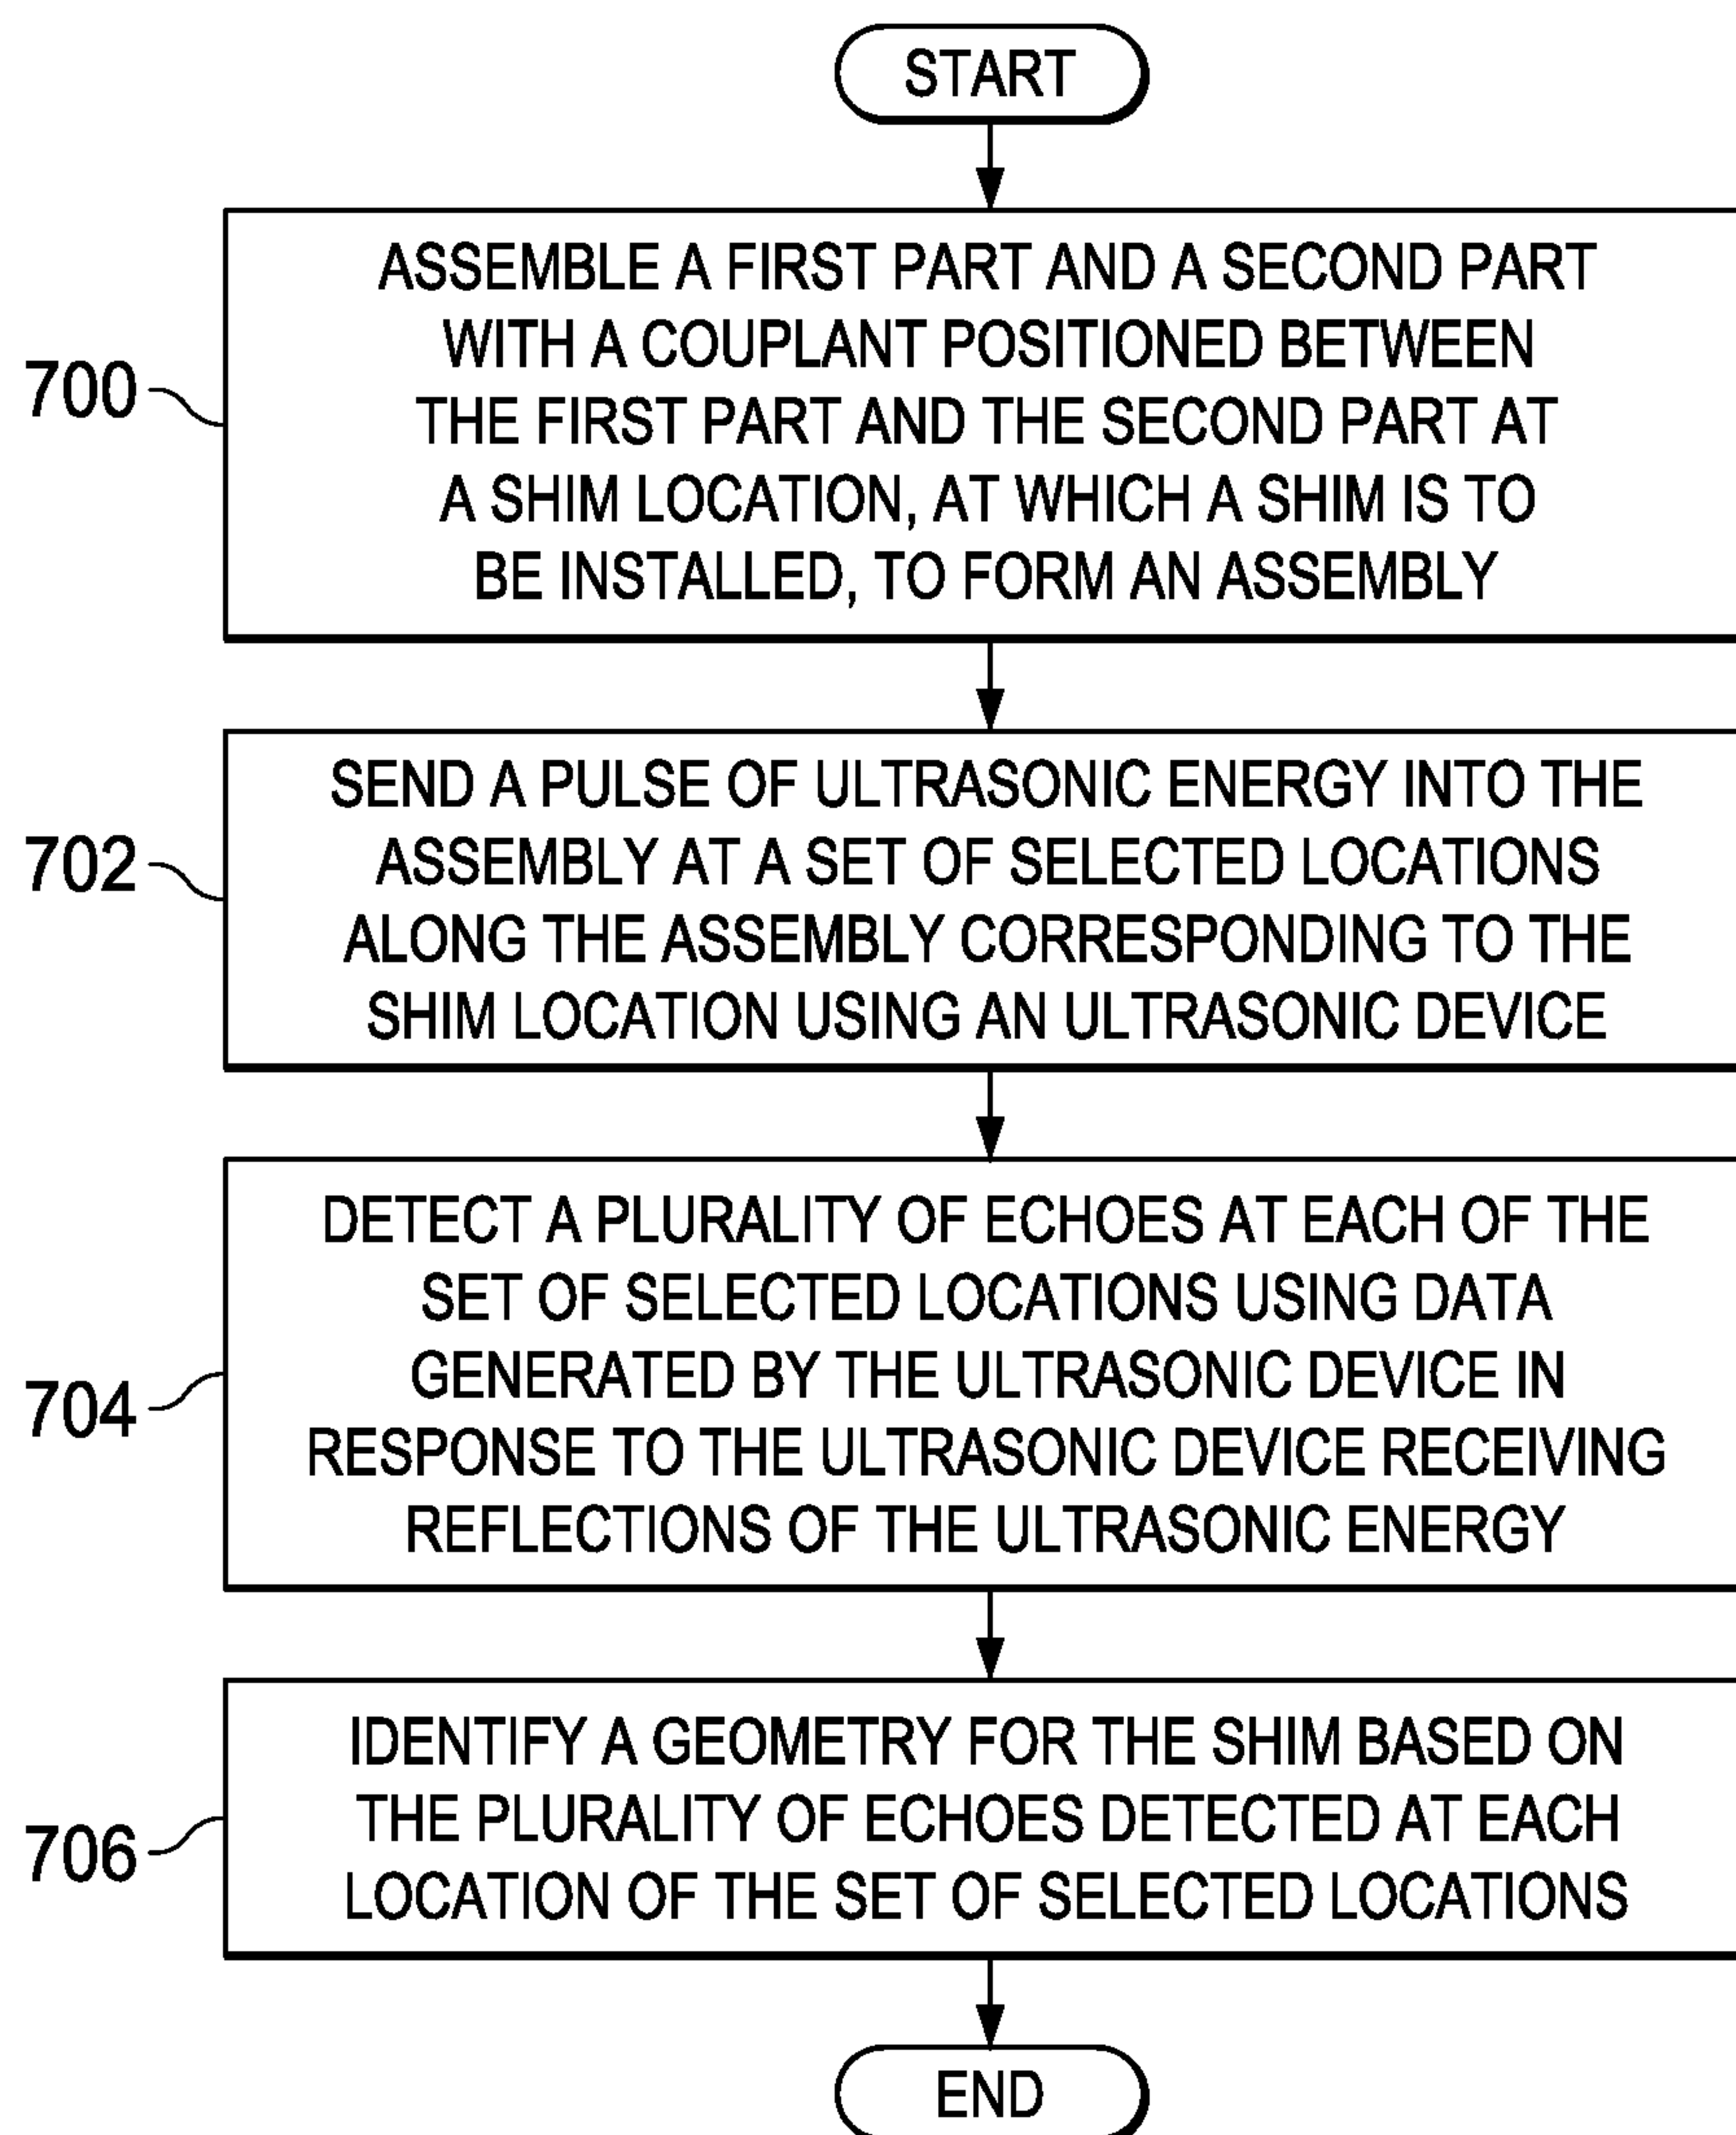 START
700
ASSEMBLE A FIRST PART AND A SECOND PART
WITH A COUPLANT POSITIONED BETWEEN
THE FIRST PART AND THE SECOND PART AT
A SHIM LOCATION, AT WHICH A SHIM IS TO
BE INSTALLED, TO FORM AN ASSEMBLY
702
SEND A PULSE OF ULTRASONIC ENERGY INTO THE
ASSEMBLY AT A SET OF SELECTED LOCATIONS
ALONG THE ASSEMBLY CORRESPONDING TO THE
SHIM LOCATION USING AN ULTRASONIC DEVICE
704
DETECT A PLURALITY OF ECHOES AT EACH OF THE
SET OF SELECTED LOCATIONS USING DATA
GENERATED BY THE ULTRASONIC DEVICE IN
RESPONSE TO THE ULTRASONIC DEVICE RECEIVING
REFLECTIONS OF THE ULTRASONIC ENERGY
706
IDENTIFY A GEOMETRY FOR THE SHIM BASED ON
THE PLURALITY OF ECHOES DETECTED AT EACH
LOCATION OF THE SET OF SELECTED LOCATIONS
END